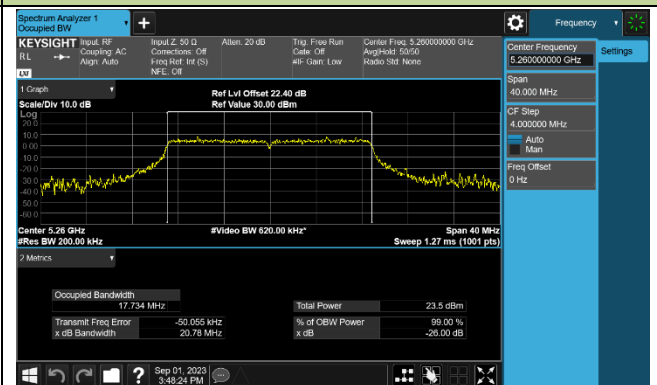 Spectrum Analyzer 1
Occupied BW
Frequency
KEYSIGHT
RL
Input: RF
Coupling: AC
Align: Auto
Input Z: 50 Ω
Corrections: Off
Freq Ref: Int (S)
NFE: Off
Atten: 20 dB
Trig: Free Run
Gate: Off
#IF Gain: Low
Center Freq: 5.260000000 GHz
Avg|Hold: 50/50
Radio Std: None
LXI
Center Frequency
5.260000000 GHz
Settings
Span
40.000 MHz
CF Step
4.000000 MHz
Auto
Man
Freq Offset
0 Hz
1 Graph
Scale/Div 10.0 dB
Ref Lvl Offset 22.40 dB
Ref Value 30.00 dBm
Log
20.0
10.0
0.00
-10.0
-20.0
-30.0
-40.0
-50.0
-60.0
Center 5.26 GHz
#Res BW 200.00 kHz
#Video BW 620.00 kHz*
Span 40 MHz
Sweep 1.27 ms (1001 pts)
2 Metrics
Occupied Bandwidth
17.734 MHz
Total Power
23.5 dBm
Transmit Freq Error
-50.055 kHz
% of OBW Power
99.00 %
x dB Bandwidth
20.78 MHz
x dB
-26.00 dB
?
Sep 01, 2023
3:48:24 PM